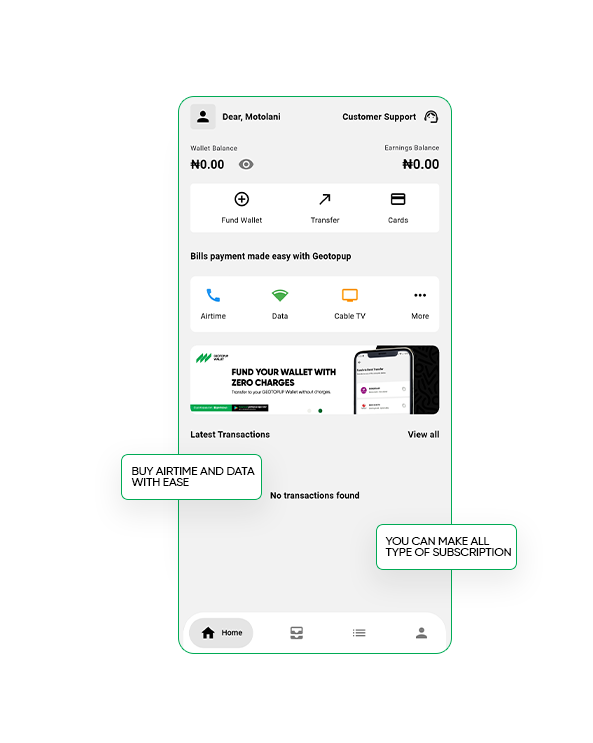 Dear, Motolani
Customer Support
Wallet Balance
Earnings Balance
₦0.00
₦0.00
Fund Wallet
Transfer
Cards
Bills payment made easy with Geotopup
Airtime
Data
Cable TV
More
GEOTOPUP
WALLET
FUND YOUR WALLET WITH
ZERO CHARGES
Transfer to your GEOTOPUP Wallet without charges
Latest Transactions
View all
BUY AIRTIME AND DATA
WITH EASE
No transactions found
YOU CAN MAKE ALL
TYPE OF SUBSCRIPTION
Home